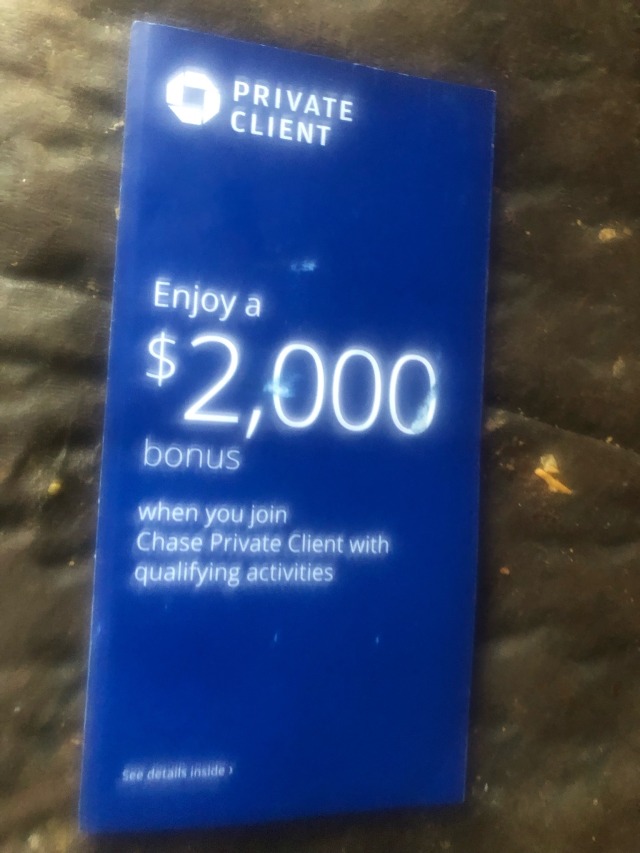 PRIVATE
CLIENT
Enjoy a
$2,000
bonus
when you join
Chase Private Client with
qualifying activities
See details inside ›